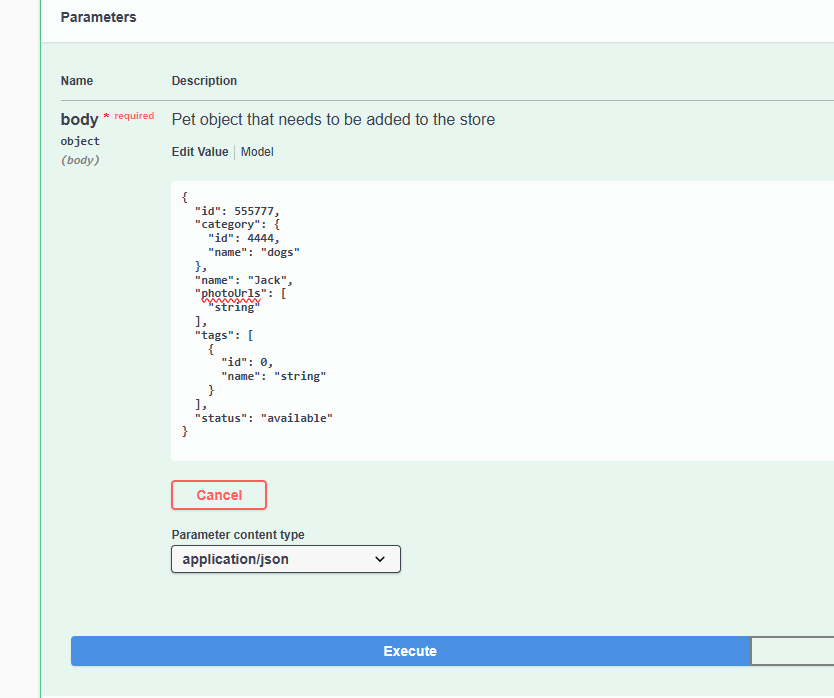 Parameters
Name Description
body * required Pet object that needs to be added to the store
object
(body)
Edit Value | Model
{
  "id": 555777,
  "category": {
    "id": 4444,
    "name": "dogs"
  },
  "name": "Jack",
  "photoUrls": [
    "string"
  ],
  "tags": [
    {
      "id": 0,
      "name": "string"
    }
  ],
  "status": "available"
}
Cancel
Parameter content type
application/json
Execute